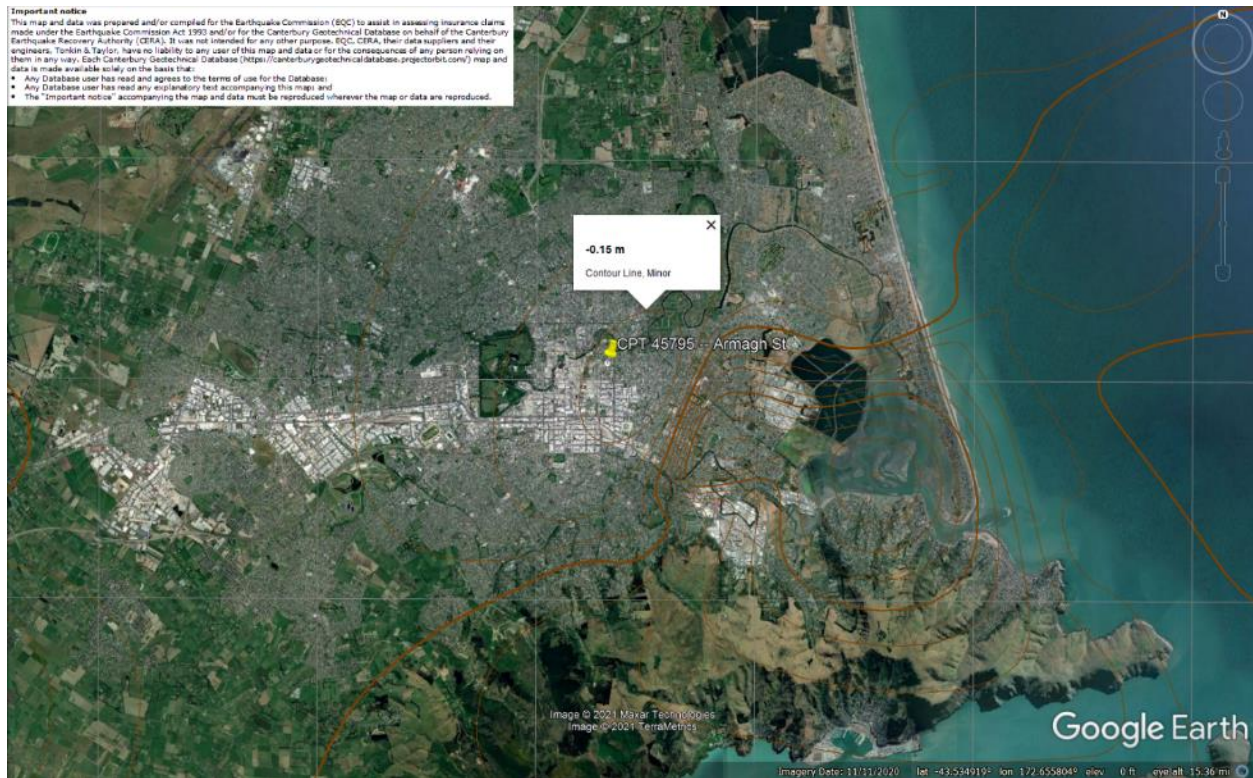 Important notice
This map and data was prepared and/or compiled for the Earthquake Commission (EQC) to assist in assessing insurance claims
made under the Earthquake Commission Act 1993 and/or for the Canterbury Geotechnical Database on behalf of the Canterbury
Earthquake Recovery Authority (CERA). It was not intended for any other purpose. EQC, CERA, their data suppliers and their
engineers, Tonkin & Taylor, have no liability to any user of this map and data or for the consequences of any person relying on
them in any way. Each Canterbury Geotechnical Database (https://canterburygeotechnicaldatabase.projectorbit.com/) map and
data is made available solely on the basis that:
• Any Database user has read and agrees to the terms of use for the Database;
• Any Database user has read any explanatory text accompanying this map; and
• The "Important notice" accompanying the map and data must be reproduced wherever the map or data are reproduced.
N
-0.15 m
Contour Line, Minor
CPT 45795 -- Armagh St
Image © 2021 Maxar Technologies
Image © 2021 TerraMetrics
Google Earth
Imagery Date: 11/11/2020 lat -43.534919° lon 172.655804° elev 0 ft eye alt 15.36 mi